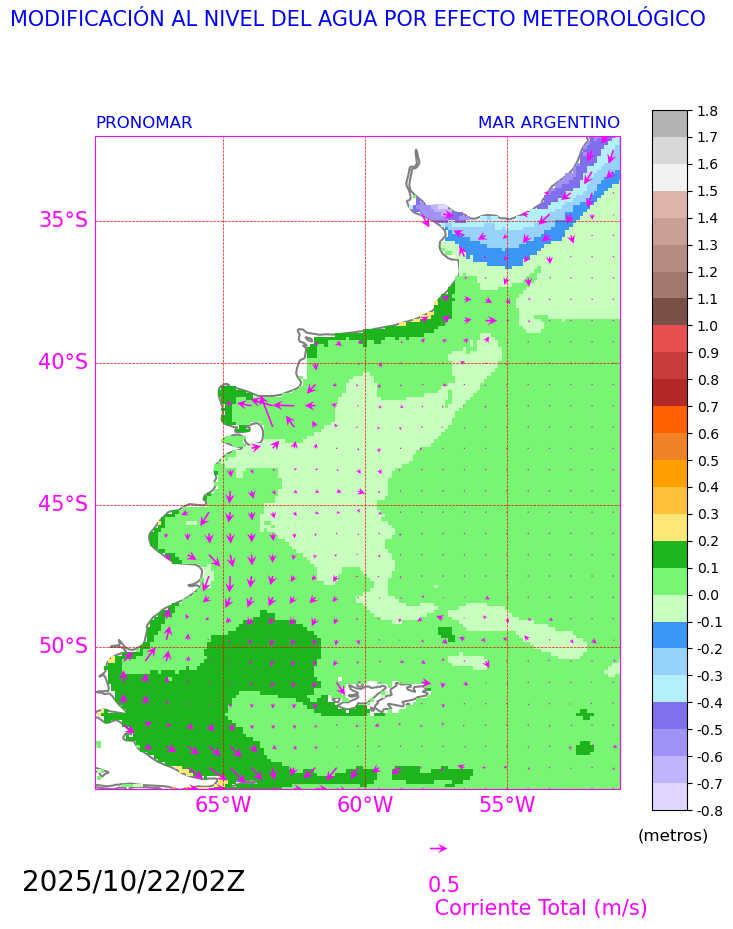 MODIFICACIÓN AL NIVEL DEL AGUA POR EFECTO METEOROLÓGICO
PRONOMAR
MAR ARGENTINO
35°S
40°S
45°S
50°S
65°W
60°W
55°W
1.8
1.7
1.6
1.5
1.4
1.3
1.2
1.1
1.0
0.9
0.8
0.7
0.6
0.5
0.4
0.3
0.2
0.1
0.0
-0.1
-0.2
-0.3
-0.4
-0.5
-0.6
-0.7
-0.8
(metros)
2025/10/22/02Z
0.5
Corriente Total (m/s)